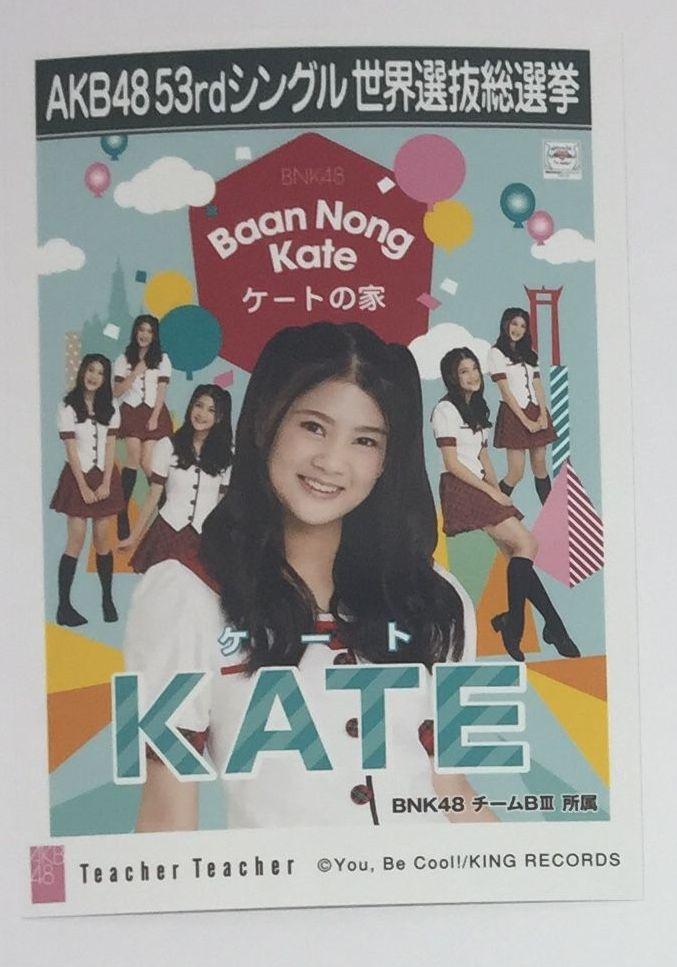 AKB48 53rdシングル 世界選抜総選挙
BNK48
Baan Nong
Kate
ケートの家
ケート
KATE
BNK48 チームBⅢ 所属
AKB
48
Teacher Teacher
©You, Be Cool!/KING RECORDS